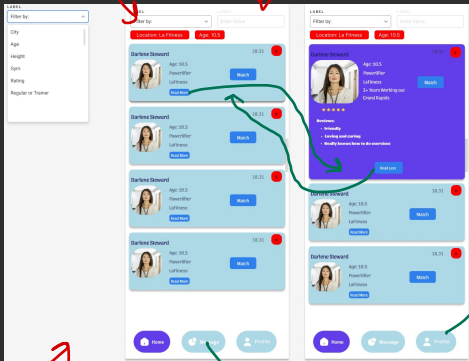 LABEL
Filter by:
City
Age
Height
Gym
Rating
Regular or Trainer
LABEL
Filter by:
Location: La Fitness
Age: 10.5
Darlene Steward
18.31
Age: 10.5
Powerlifter
LaFitness
Match
Read More
Darlene Steward
18.31
Age: 10.5
Powerlifter
LaFitness
Match
Read More
Darlene Steward
18.31
Age: 10.5
Powerlifter
LaFitness
Match
Read More
Darlene Steward
18.31
Age: 10.5
Powerlifter
LaFitness
Match
Read More
Home
Message
Profile
LABEL
Filter by:
Enter Value
Location: La Fitness
Age: 10.5
Darlene Steward
Age: 10.5
Powerlifter
LaFitness
3+ Years Working out
Grand Rapids
Match
Reviews:
Friendly
Loving and caring
Really knows how to do exercises
Read Less
Darlene Steward
18.31
Age: 10.5
Powerlifter
LaFitness
Match
Read More
Darlene Steward
18.31
Age: 10.5
Powerlifter
LaFitness
Match
Read More
Home
Message
Profile